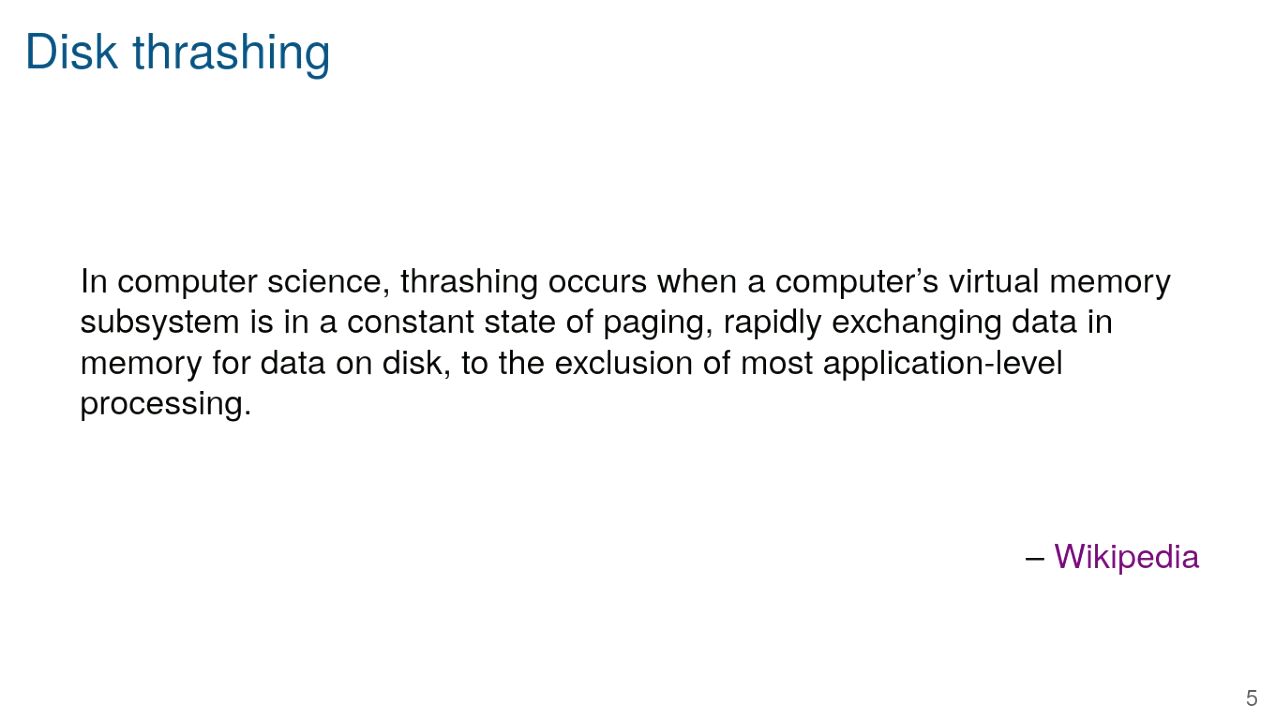 Disk thrashing
In computer science, thrashing occurs when a computer’s virtual memory
subsystem is in a constant state of paging, rapidly exchanging data in
memory for data on disk, to the exclusion of most application-level
processing.
– Wikipedia
5